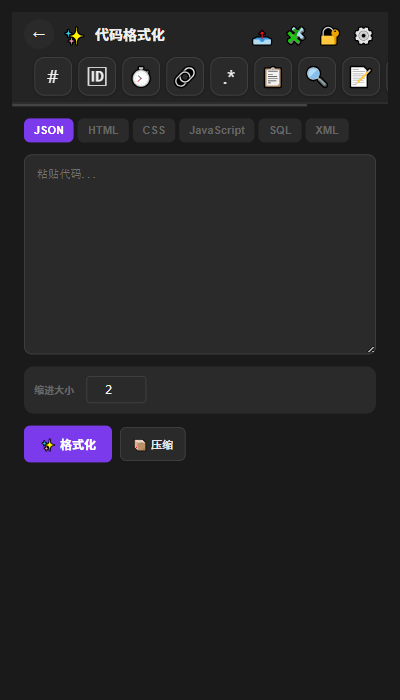 ← ✨ 代码格式化
# ID .*
JSON HTML CSS JavaScript SQL XML
粘贴代码...
缩进大小 2
✨ 格式化 压缩